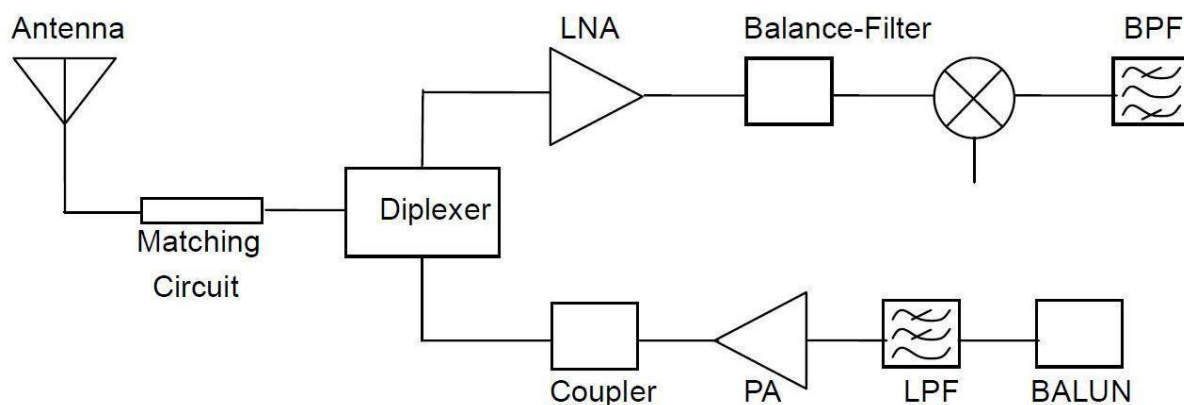 Antenna
LNA
Balance-Filter
BPF
Diplexer
Matching
Circuit
Coupler
PA
LPF
BALUN